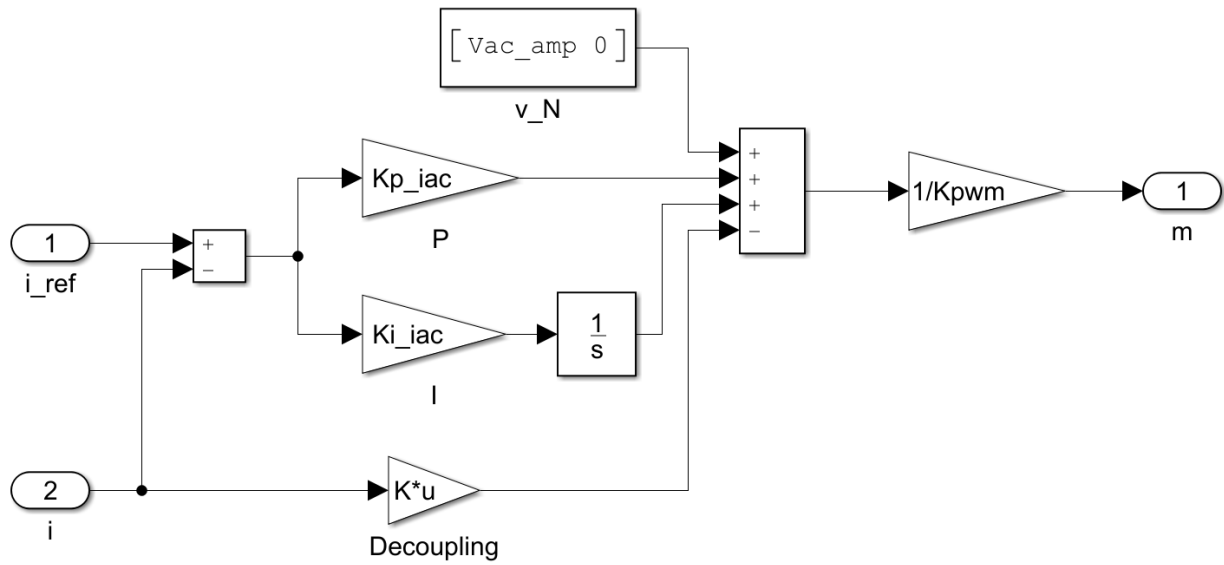 [Vac_amp 0]
v_N
+
+
+
−
Kp_iac
P
1/Kpwm
1
m
1
i_ref
+
−
Ki_iac
I
1
s
2
i
K*u
Decoupling